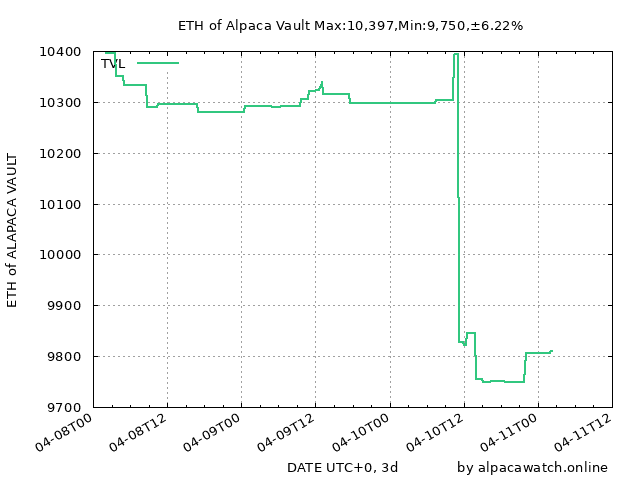 ETH of Alpaca Vault Max:10,397,Min:9,750,±6.22%
TVL
10400
10300
10200
10100
10000
9900
9800
9700
ETH of ALAPACA VAULT
04-08T00
04-08T12
04-09T00
04-09T12
04-10T00
04-10T12
04-11T00
04-11T12
DATE UTC+0, 3d
by alpacawatch.online